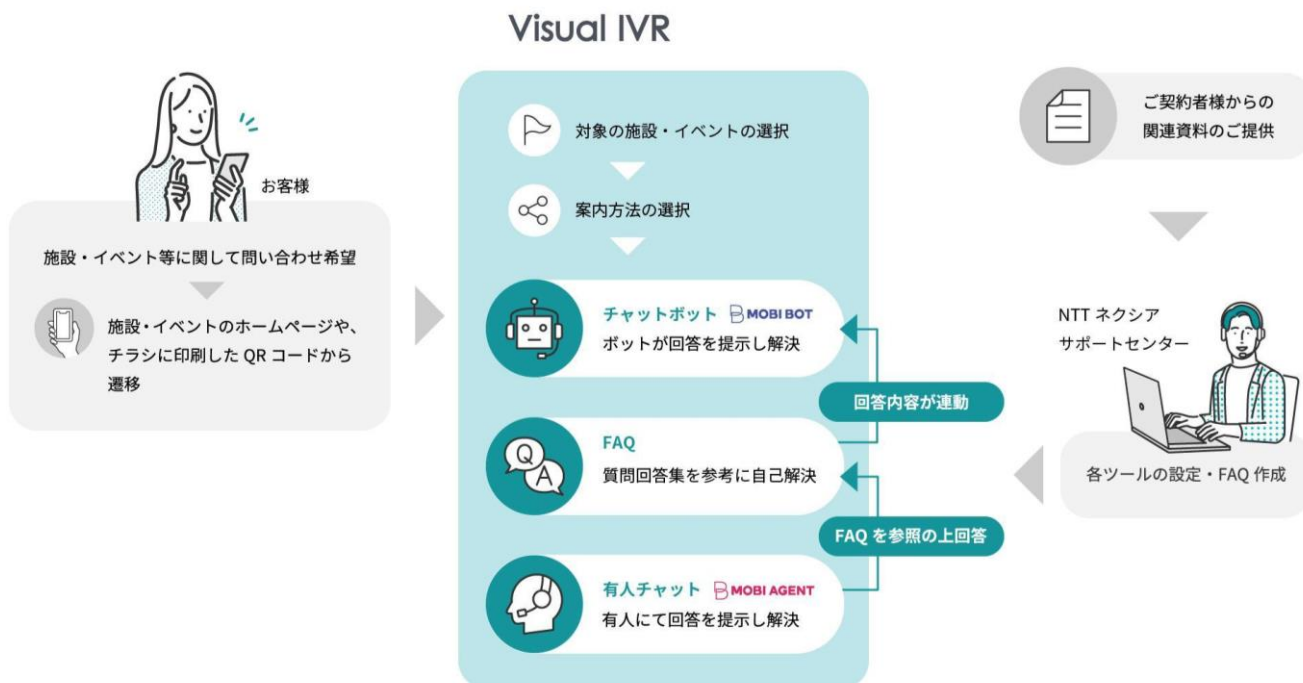 Visual IVR
お客様
施設・イベント等に関して問い合わせ希望
施設・イベントのホームページや、
チラシに印刷した QR コードから
遷移
対象の施設・イベントの選択
案内方法の選択
チャットボット MOBI BOT
ボットが回答を提示し解決
回答内容が連動
Q A
FAQ
質問回答集を参考に自己解決
FAQ を参照の上回答
有人チャット MOBI AGENT
有人にて回答を提示し解決
ご契約者様からの
関連資料のご提供
NTT ネクシア
サポートセンター
各ツールの設定・FAQ 作成